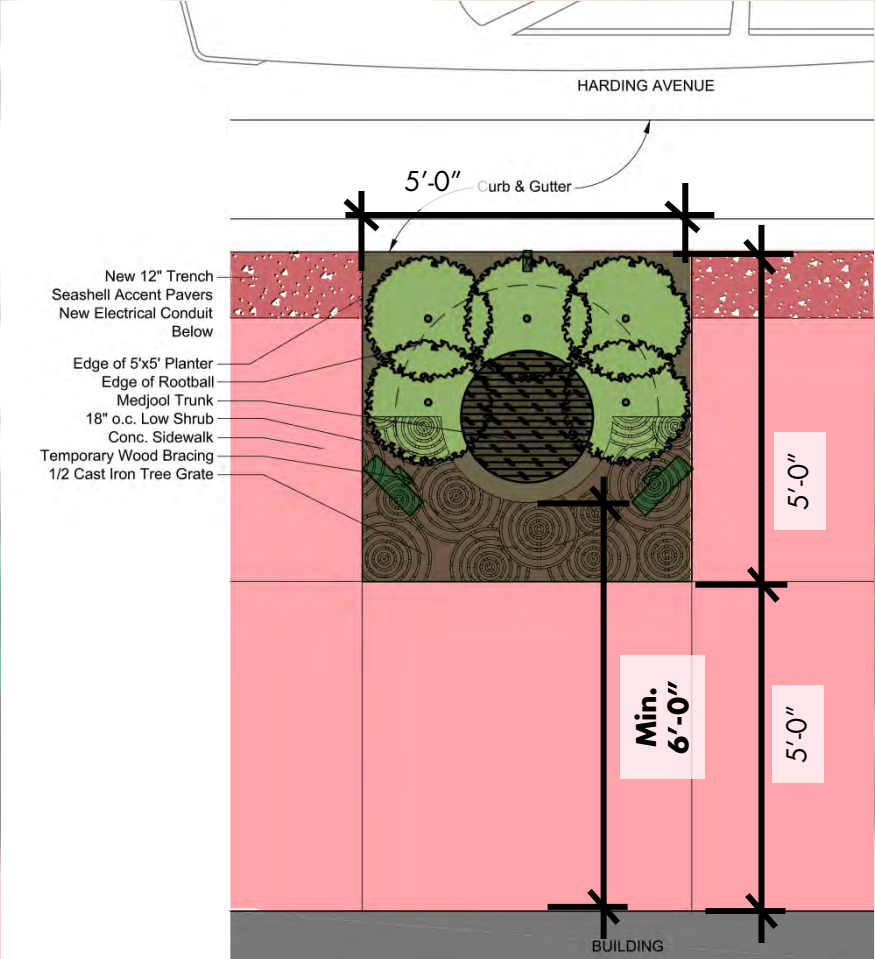 HARDING AVENUE
5'-0"
Curb & Gutter
New 12" Trench
Seashell Accent Pavers
New Electrical Conduit
Below
Edge of 5'x5' Planter
Edge of Rootball
Medjool Trunk
18" o.c. Low Shrub
Conc. Sidewalk
Temporary Wood Bracing
1/2 Cast Iron Tree Grate
5'-0"
Min.
6'-0"
5'-0"
BUILDING